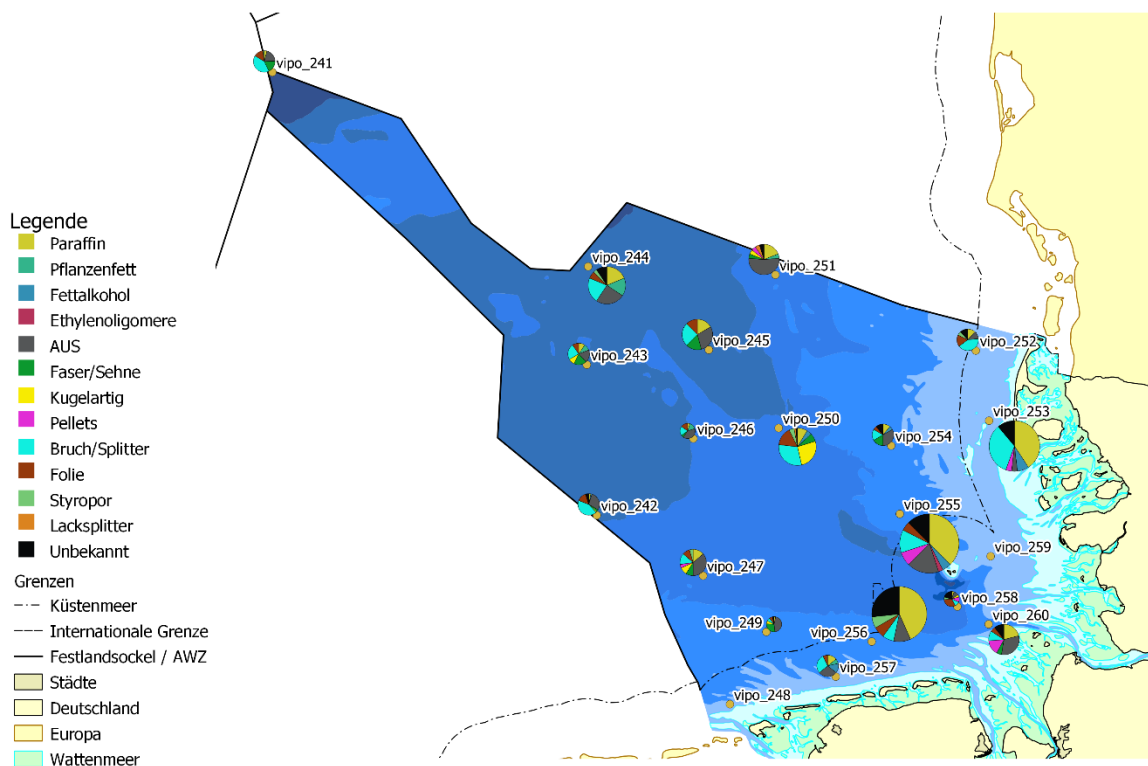 vipo_241
vipo_244
vipo_251
vipo_245
vipo_243
vipo_252
vipo_253
vipo_246
vipo_250
vipo_254
vipo_242
vipo_255
vipo_259
vipo_247
vipo_258
vipo_249
vipo_256
vipo_260
vipo_257
vipo_248
Legende
Paraffin
Pflanzenfett
Fettalkohol
Ethylenoligomere
AUS
Faser/Sehne
Kugelartig
Pellets
Bruch/Splitter
Folie
Styropor
Lacksplitter
Unbekannt
Grenzen
Küstenmeer
Internationale Grenze
Festlandsockel / AWZ
Städte
Deutschland
Europa
Wattenmeer